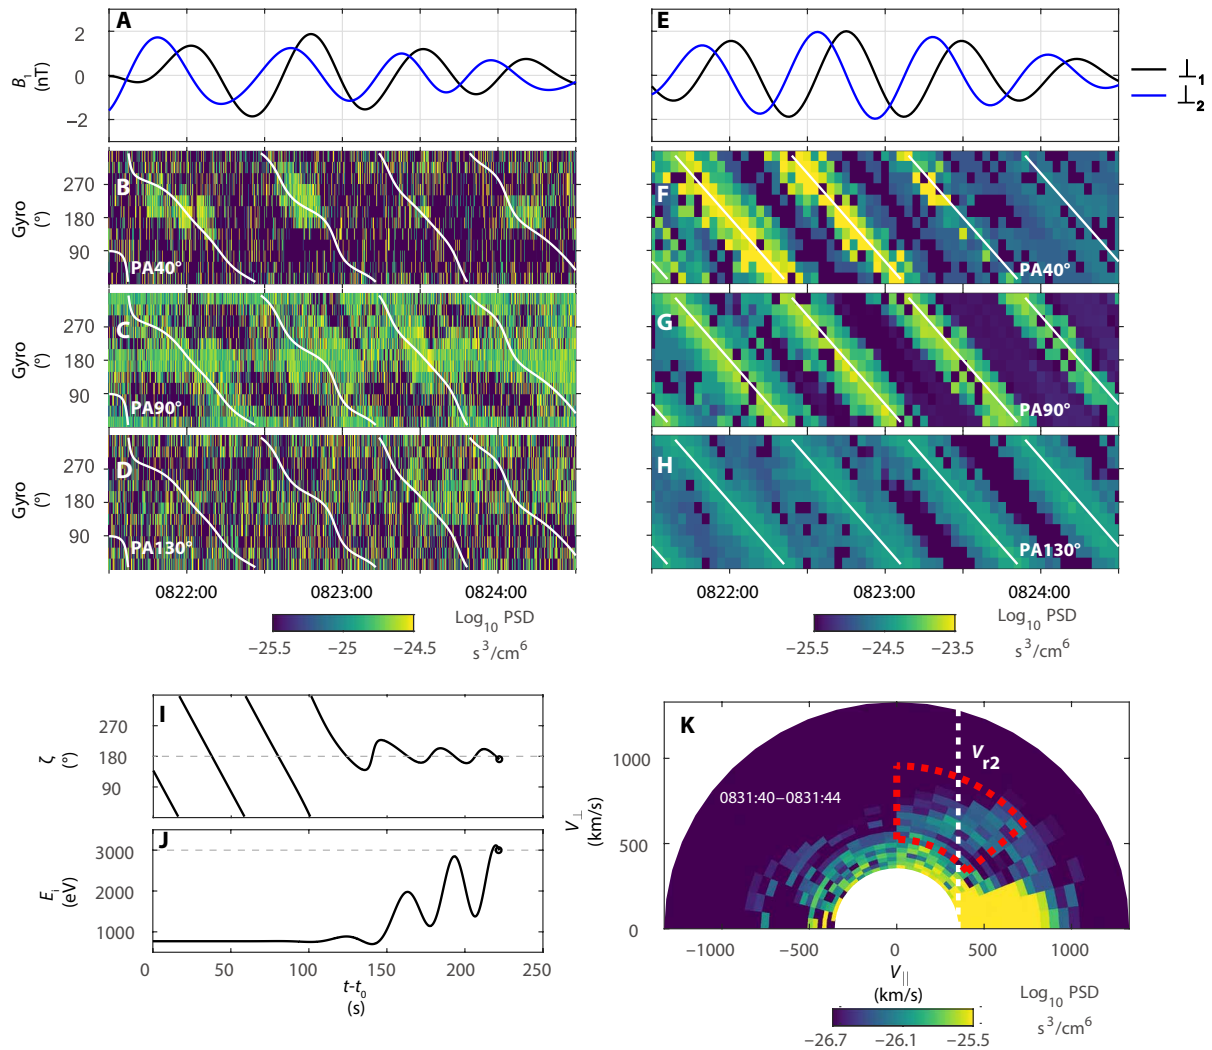 A
2
0
−2
B⊥
(nT)
E
⊥1
⊥2
B
270
180
90
Gyro
(°)
PA40°
F
PA40°
C
270
180
90
Gyro
(°)
PA90°
G
PA90°
D
270
180
90
Gyro
(°)
PA130°
H
PA130°
0822:00 0823:00 0824:00
0822:00 0823:00 0824:00
−25.5 −25 −24.5
Log10 PSD
s3/cm6
−25.5 −24.5 −23.5
Log10 PSD
s3/cm6
I
270
180
90
ζ
(°)
J
3000
2000
1000
Ei
(eV)
0 50 100 150 200 250
t-t0
(s)
K
Vr2
0831:40−0831:44
1000
500
0
V⊥
(km/s)
−1000 −500 0 500 1000
V||
(km/s)
−26.7 −26.1 −25.5
Log10 PSD
s3/cm6